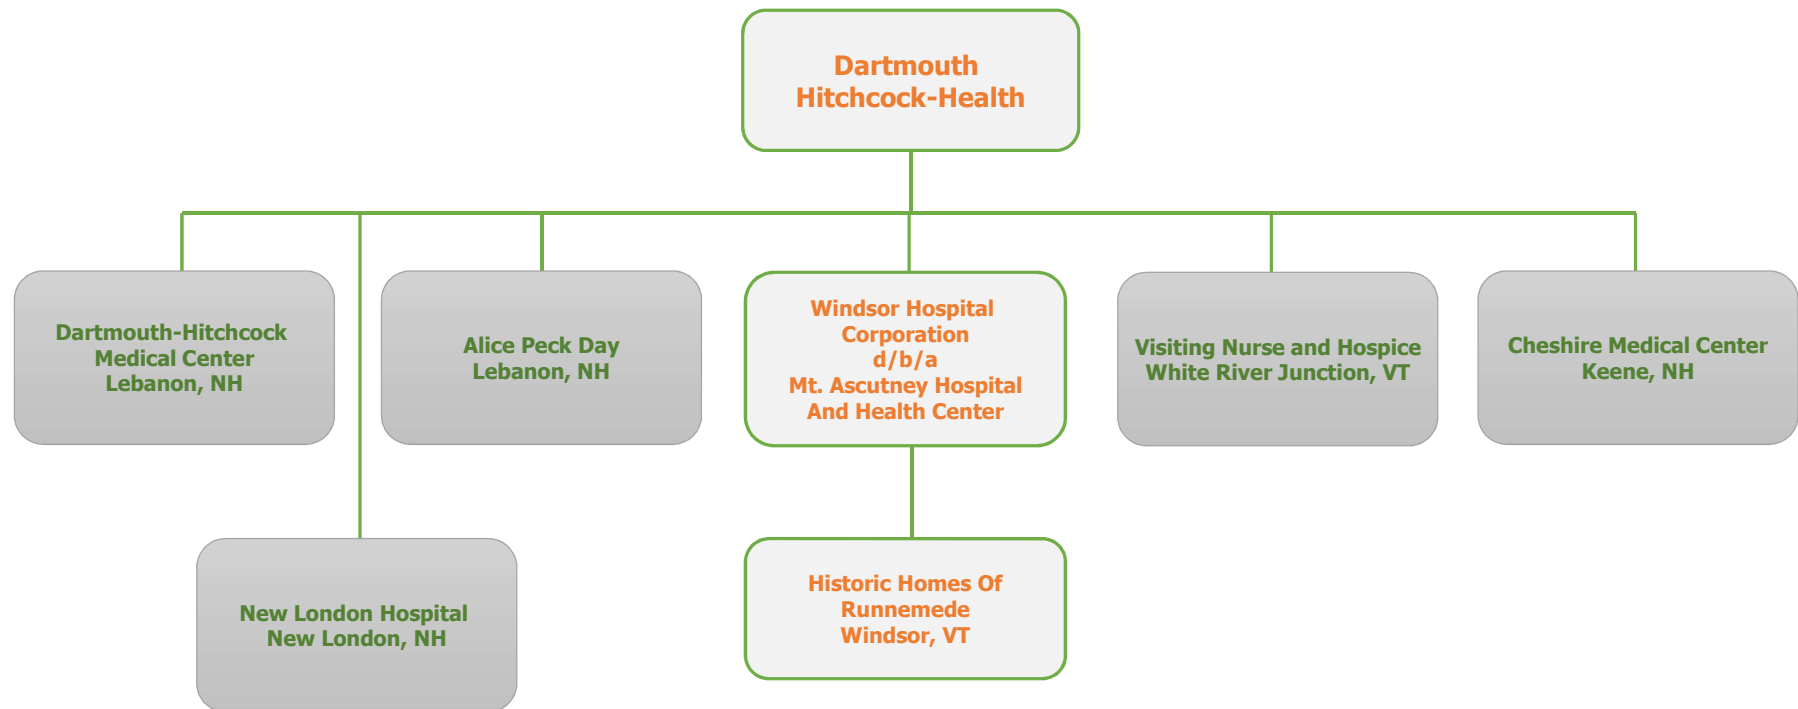 Dartmouth
Hitchcock-Health
Dartmouth-Hitchcock
Medical Center
Lebanon, NH
Alice Peck Day
Lebanon, NH
Windsor Hospital
Corporation
d/b/a
Mt. Ascutney Hospital
And Health Center
Visiting Nurse and Hospice
White River Junction, VT
Cheshire Medical Center
Keene, NH
New London Hospital
New London, NH
Historic Homes Of
Runnemede
Windsor, VT